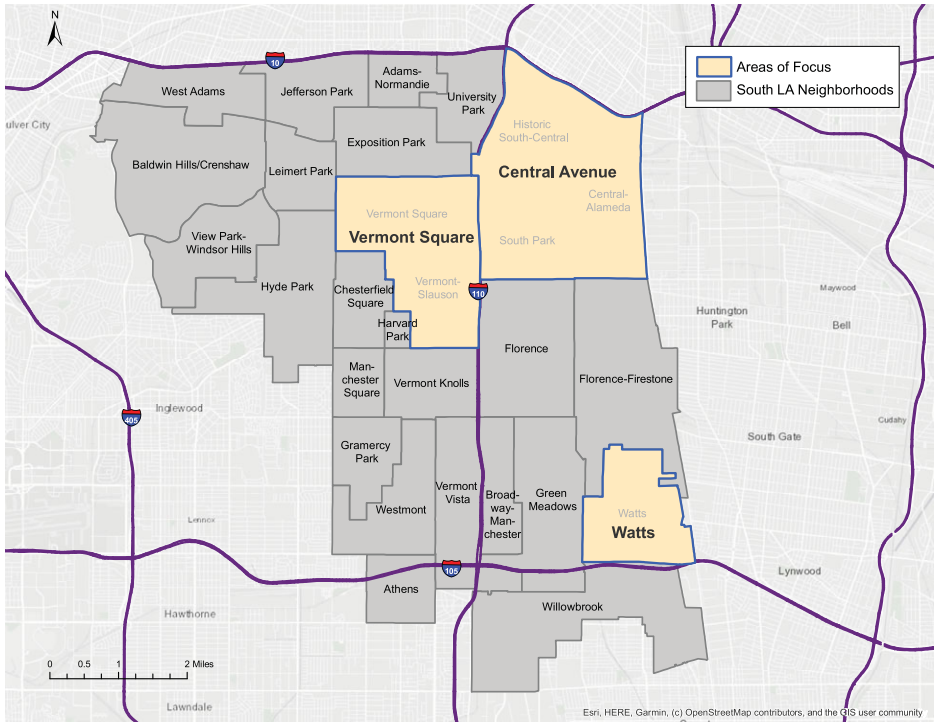 N
10
Areas of Focus
South LA Neighborhoods
West Adams
Jefferson Park
Adams-
Normandie
University
Park
ulver City
Historic
South-Central
Exposition Park
Baldwin Hills/Crenshaw
Leimert Park
Central Avenue
Central-
Alameda
Vermont Square
Vermont Square
South Park
View Park-
Windsor Hills
Hyde Park
Chesterfield
Square
Vermont-
Slauson
110
Maywood
Huntington
Park
Bell
Harvard
Park
Florence
Man-
chester
Square
Vermont Knolls
Florence-Firestone
Inglewood
405
Cudahy
South Gate
Gramercy
Park
Vermont
Vista
Broad-
way-
Man-
chester
Green
Meadows
Westmont
Watts
Watts
Lennox
105
Lynwood
Athens
Willowbrook
Hawthorne
0 0.5 1 2 Miles
Lawndale
Esri, HERE, Garmin, (c) OpenStreetMap contributors, and the GIS user community